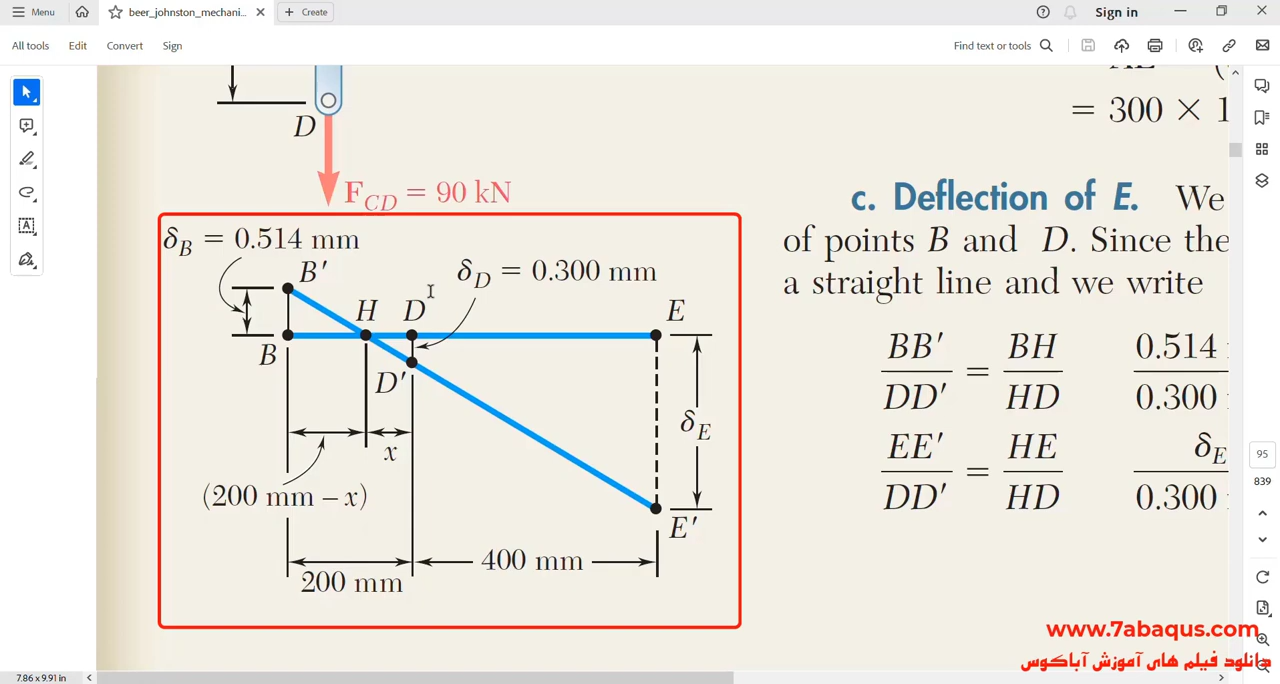 Menu
beer_johnston_mechani...
Create
Sign in
All tools
Edit
Convert
Sign
Find text or tools
D
F_CD = 90 kN
= 300 × 1
c. Deflection of E. We
of points B and D. Since the
a straight line and we write
δ_B = 0.514 mm
B′
δ_D = 0.300 mm
H
D
E
B
D′
δ_E
x
(200 mm – x)
E′
400 mm
200 mm
BB′/DD′ = BH/HD
0.514
0.300
EE′/DD′ = HE/HD
δ_E
0.300
95
839
www.7abaqus.com
دانلود فیلم های آموزش آباکوس
7.86 x 9.91 in